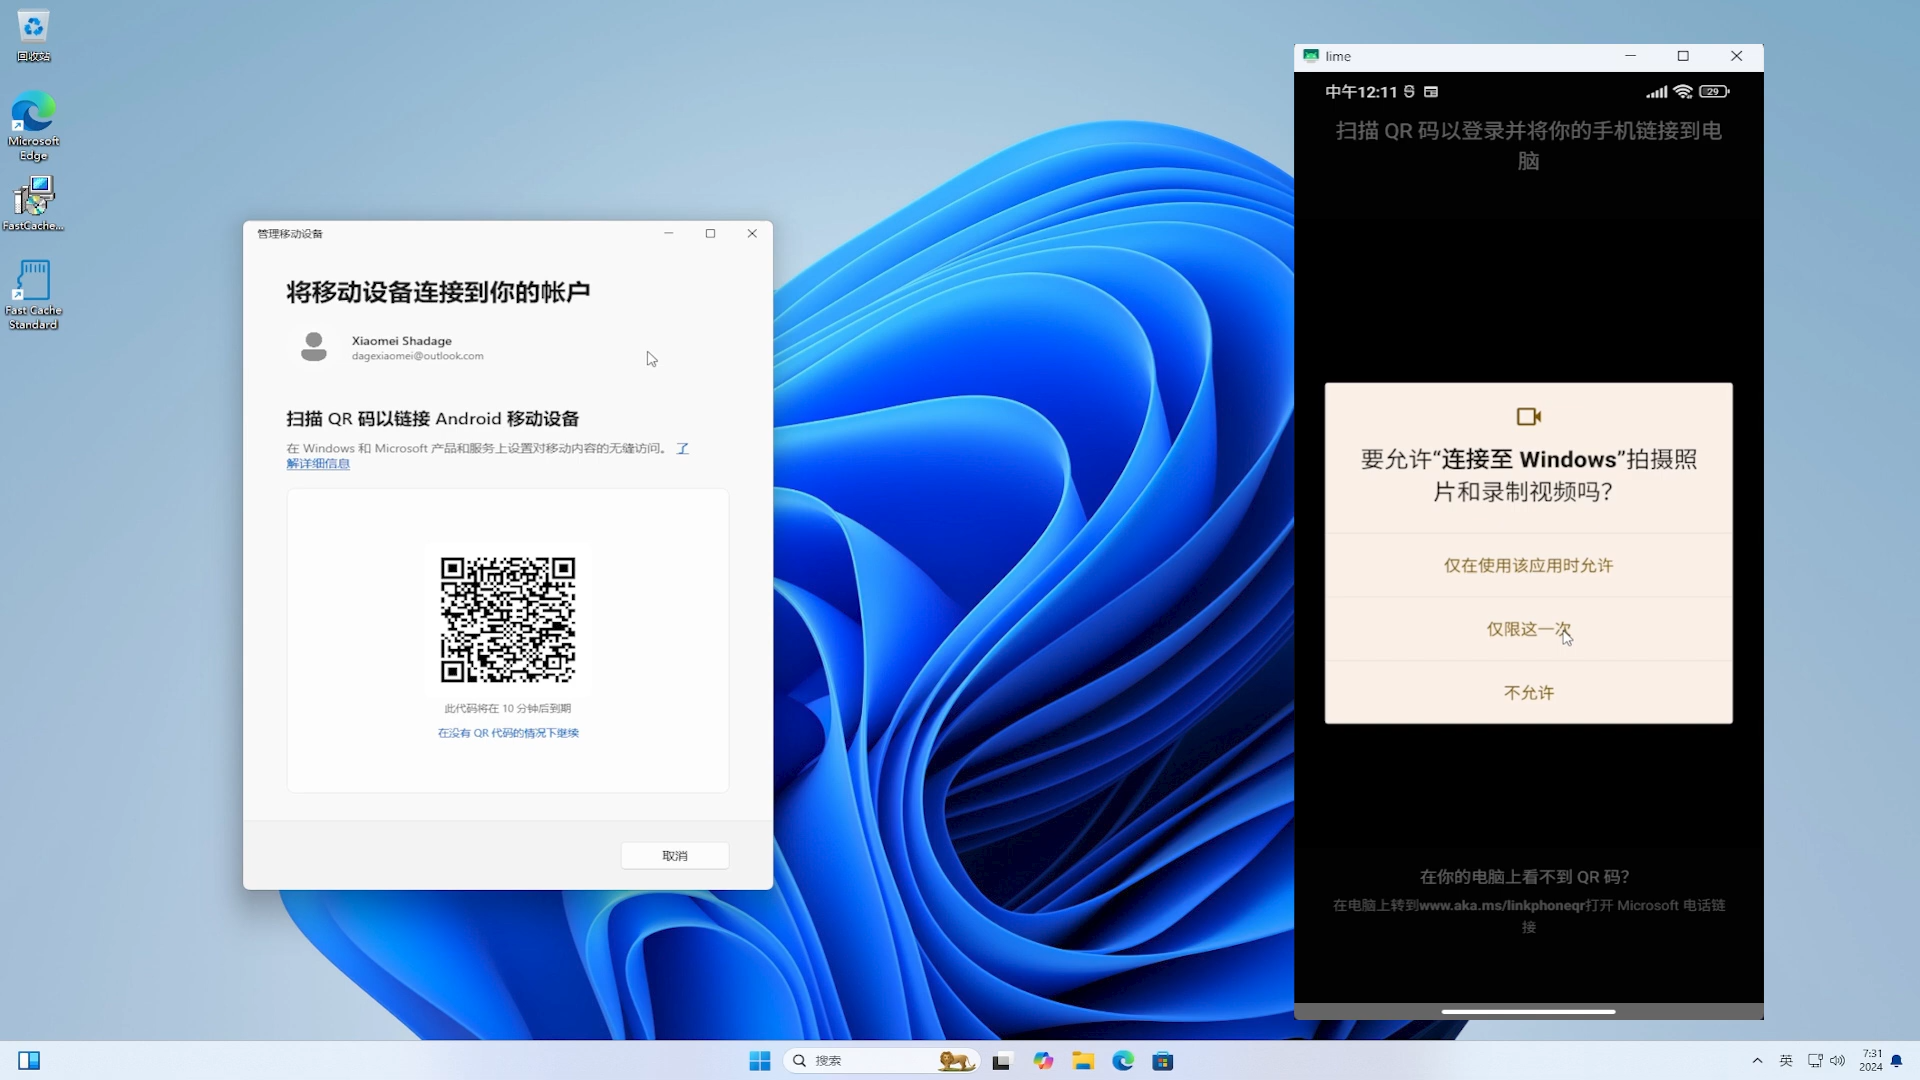 回收站
Microsoft
Edge
FastCache...
Fast Cache
Standard
管理移动设备
将移动设备连接到你的帐户
Xiaomei Shadage
dagexiaomei@outlook.com
扫描 QR 码以链接 Android 移动设备
在 Windows 和 Microsoft 产品和服务上设置对移动内容的无缝访问。 了
解详细信息
此代码将在 10 分钟后到期
在没有 QR 代码的情况下继续
取消
lime
中午12:11
29
扫描 QR 码以登录并将你的手机链接到电
脑
要允许“连接至 Windows”拍摄照
片和录制视频吗?
仅在使用该应用时允许
仅限这一次
不允许
在你的电脑上看不到 QR 码?
在电脑上转到www.aka.ms/linkphoneqr打开 Microsoft 电话链
接
搜索
英
7:31
2024